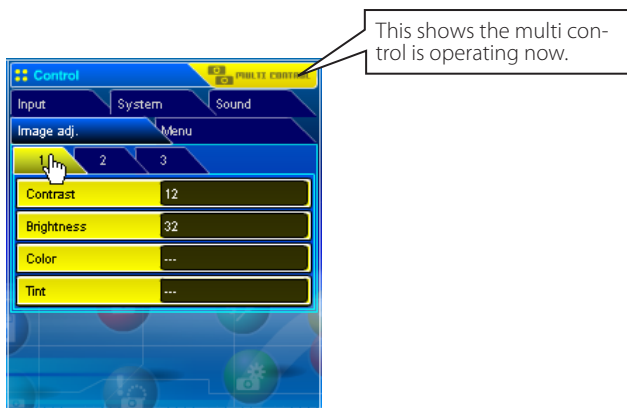 This shows the multi con-
trol is operating now.
Control
MULTI CONTROL
Input System Sound
Image adj. Menu
1 2 3
Contrast 12
Brightness 32
Color ---
Tint ---